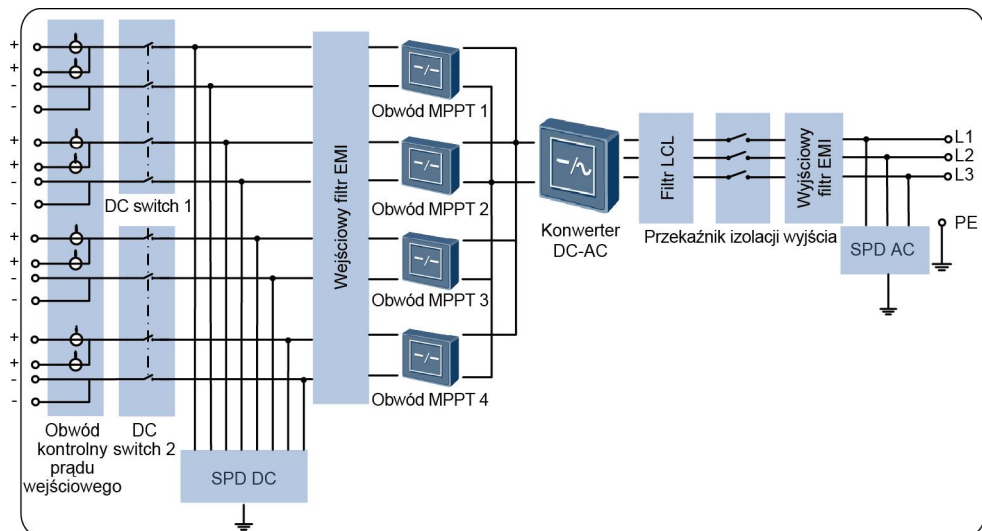 +
+
-
-
+
+
-
-
+
+
-
-
+
+
-
-
Obwód
kontrolny
prądu
wejściowego
DC switch 1
DC
switch 2
SPD DC
Wejściowy filtr EMI
Obwód MPPT 1
Obwód MPPT 2
Obwód MPPT 3
Obwód MPPT 4
Konwerter
DC-AC
Filtr LCL
Przekaźnik izolacji wyjścia
Wyjściowy
filtr EMI
L1
L2
L3
PE
SPD AC